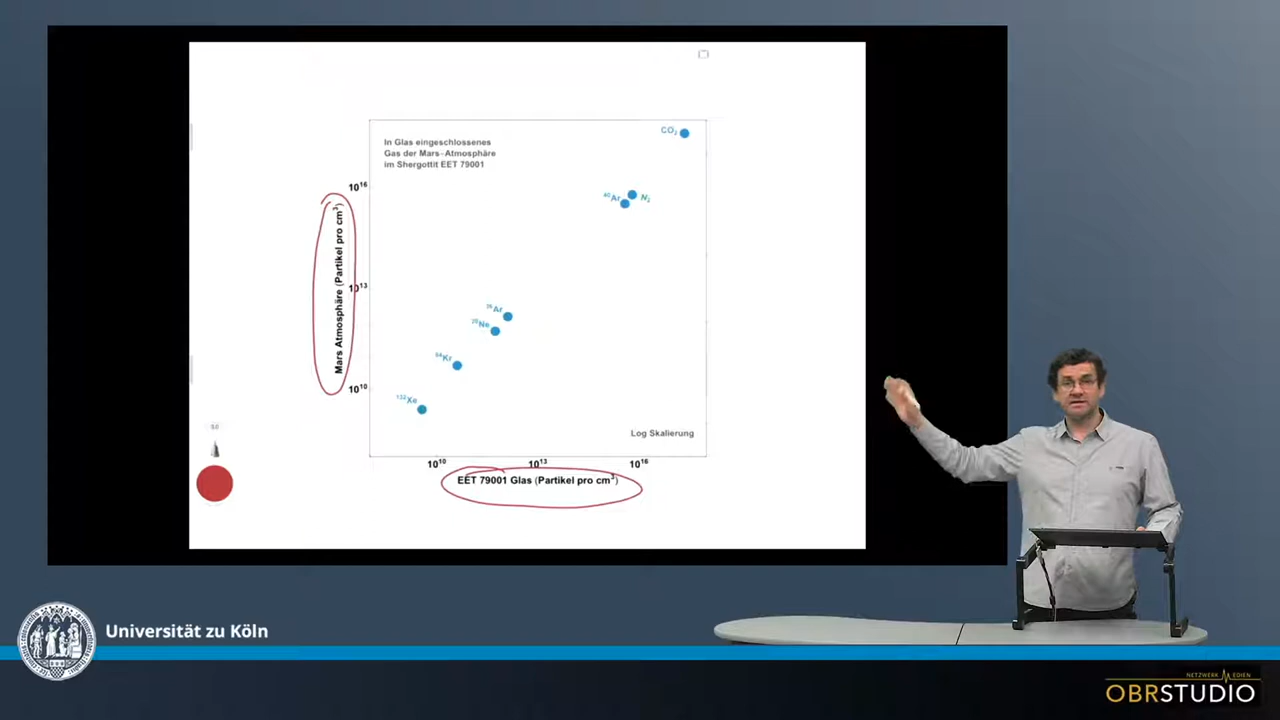 In Glas eingeschlossenes
Gas der Mars-Atmosphäre
im Shergottit EET 79001
CO₂
⁴⁰Ar
N₂
³⁶Ar
²⁰Ne
⁸⁴Kr
¹³²Xe
10¹⁶
10¹³
10¹⁰
Mars Atmosphäre (Partikel pro cm³)
Log Skalierung
10¹⁰ 10¹³ 10¹⁶
EET 79001 Glas (Partikel pro cm³)
Universität zu Köln
NETZWERK MEDIEN
OBRSTUDIO